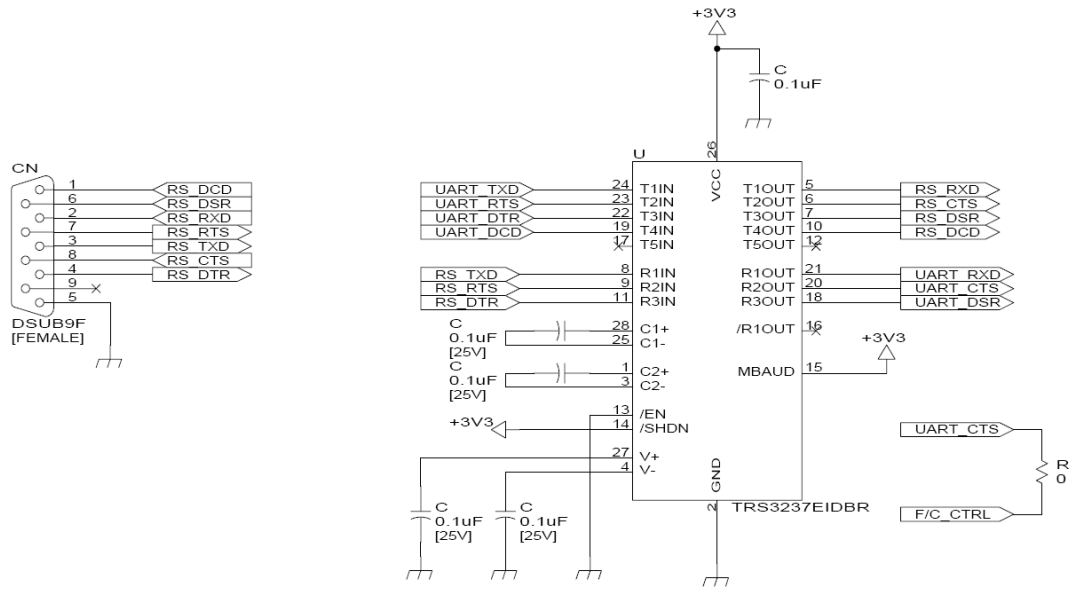 +3V3
C
0.1uF
CN
1 RS_DCD
6 RS_DSR
2 RS_RXD
7 RS_RTS
3 RS_TXD
8 RS_CTS
4 RS_DTR
9
5
DSUB9F
[FEMALE]
U
26
VCC
UART_TXD 24 T1IN T1OUT 5 RS_RXD
UART_RTS 23 T2IN T2OUT 6 RS_CTS
UART_DTR 22 T3IN T3OUT 7 RS_DSR
UART_DCD 19 T4IN T4OUT 10 RS_DCD
17 T5IN T5OUT 12
RS_TXD 8 R1IN R1OUT 21 UART_RXD
RS_RTS 9 R2IN R2OUT 20 UART_CTS
RS_DTR 11 R3IN R3OUT 18 UART_DSR
C
0.1uF
[25V]
28 C1+ /R1OUT 16
25 C1-
C
0.1uF
[25V]
1 C2+ MBAUD 15 +3V3
3 C2-
13 /EN
+3V3 14 /SHDN
27 V+
4 V-
GND
2
TRS3237EIDBR
C
0.1uF
[25V]
C
0.1uF
[25V]
UART_CTS
R
0
F/C_CTRL